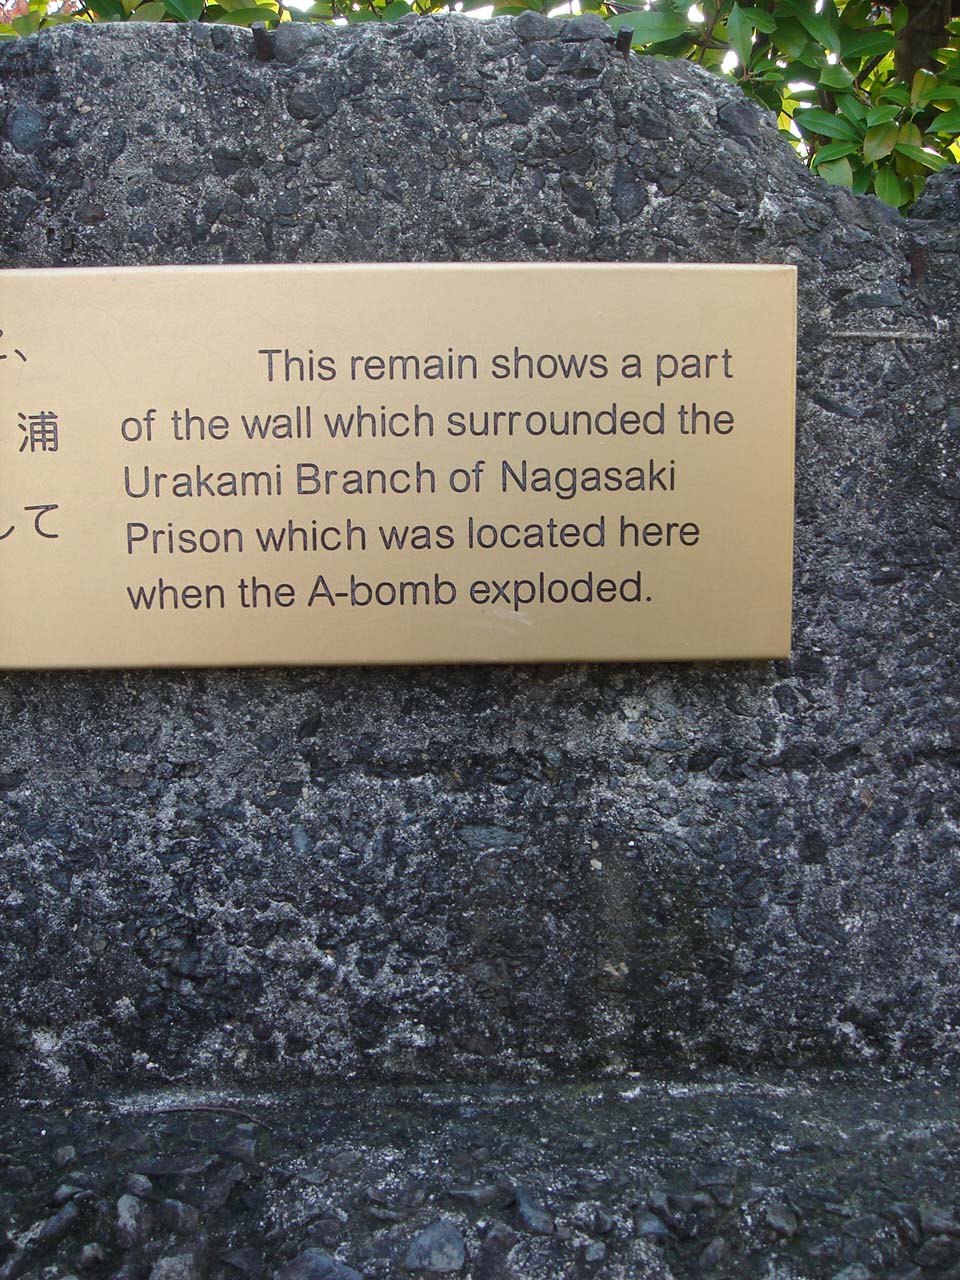 、
浦
して
This remain shows a part
of the wall which surrounded the
Urakami Branch of Nagasaki
Prison which was located here
when the A-bomb exploded.